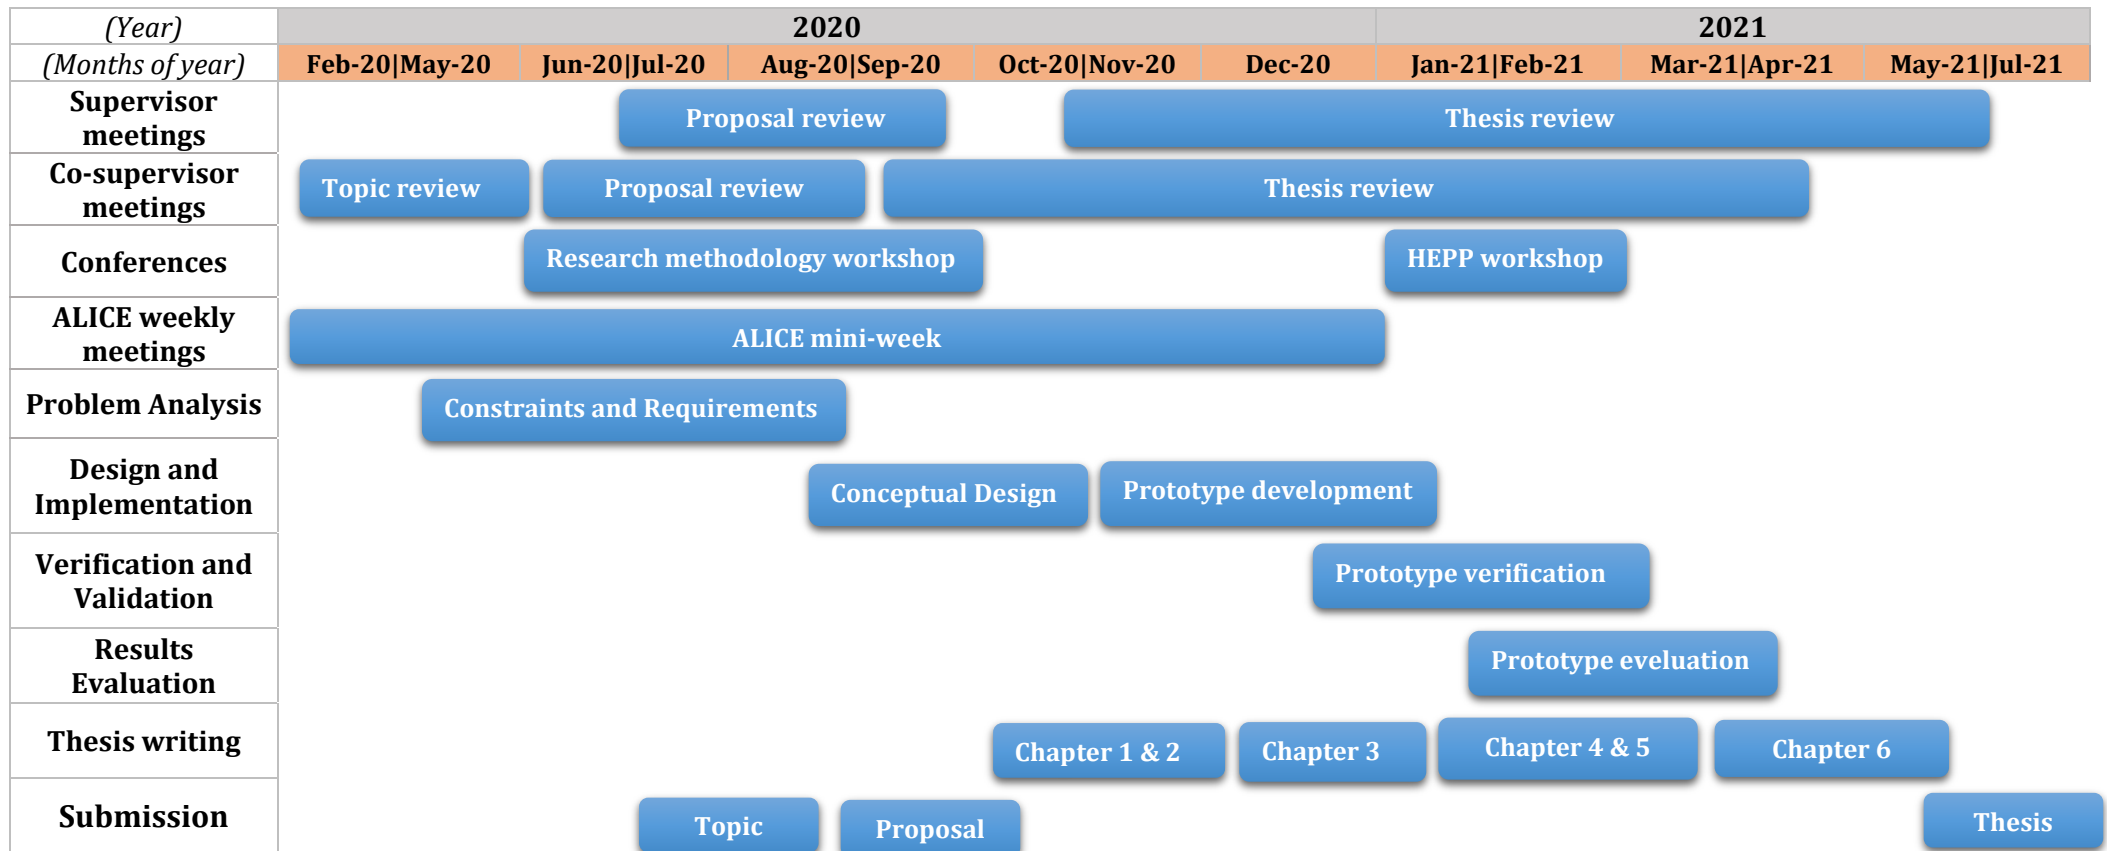 (Year) 2020 2021
(Months of year) Feb-20|May-20 Jun-20|Jul-20 Aug-20|Sep-20 Oct-20|Nov-20 Dec-20 Jan-21|Feb-21 Mar-21|Apr-21 May-21|Jul-21
Supervisor
meetings
Proposal review Thesis review
Co-supervisor
meetings
Topic review Proposal review Thesis review
Conferences Research methodology workshop HEPP workshop
ALICE weekly
meetings
ALICE mini-week
Problem Analysis Constraints and Requirements
Design and
Implementation
Conceptual Design Prototype development
Verification and
Validation
Prototype verification
Results
Evaluation
Prototype eveluation
Thesis writing Chapter 1 & 2 Chapter 3 Chapter 4 & 5 Chapter 6
Submission Topic Proposal Thesis